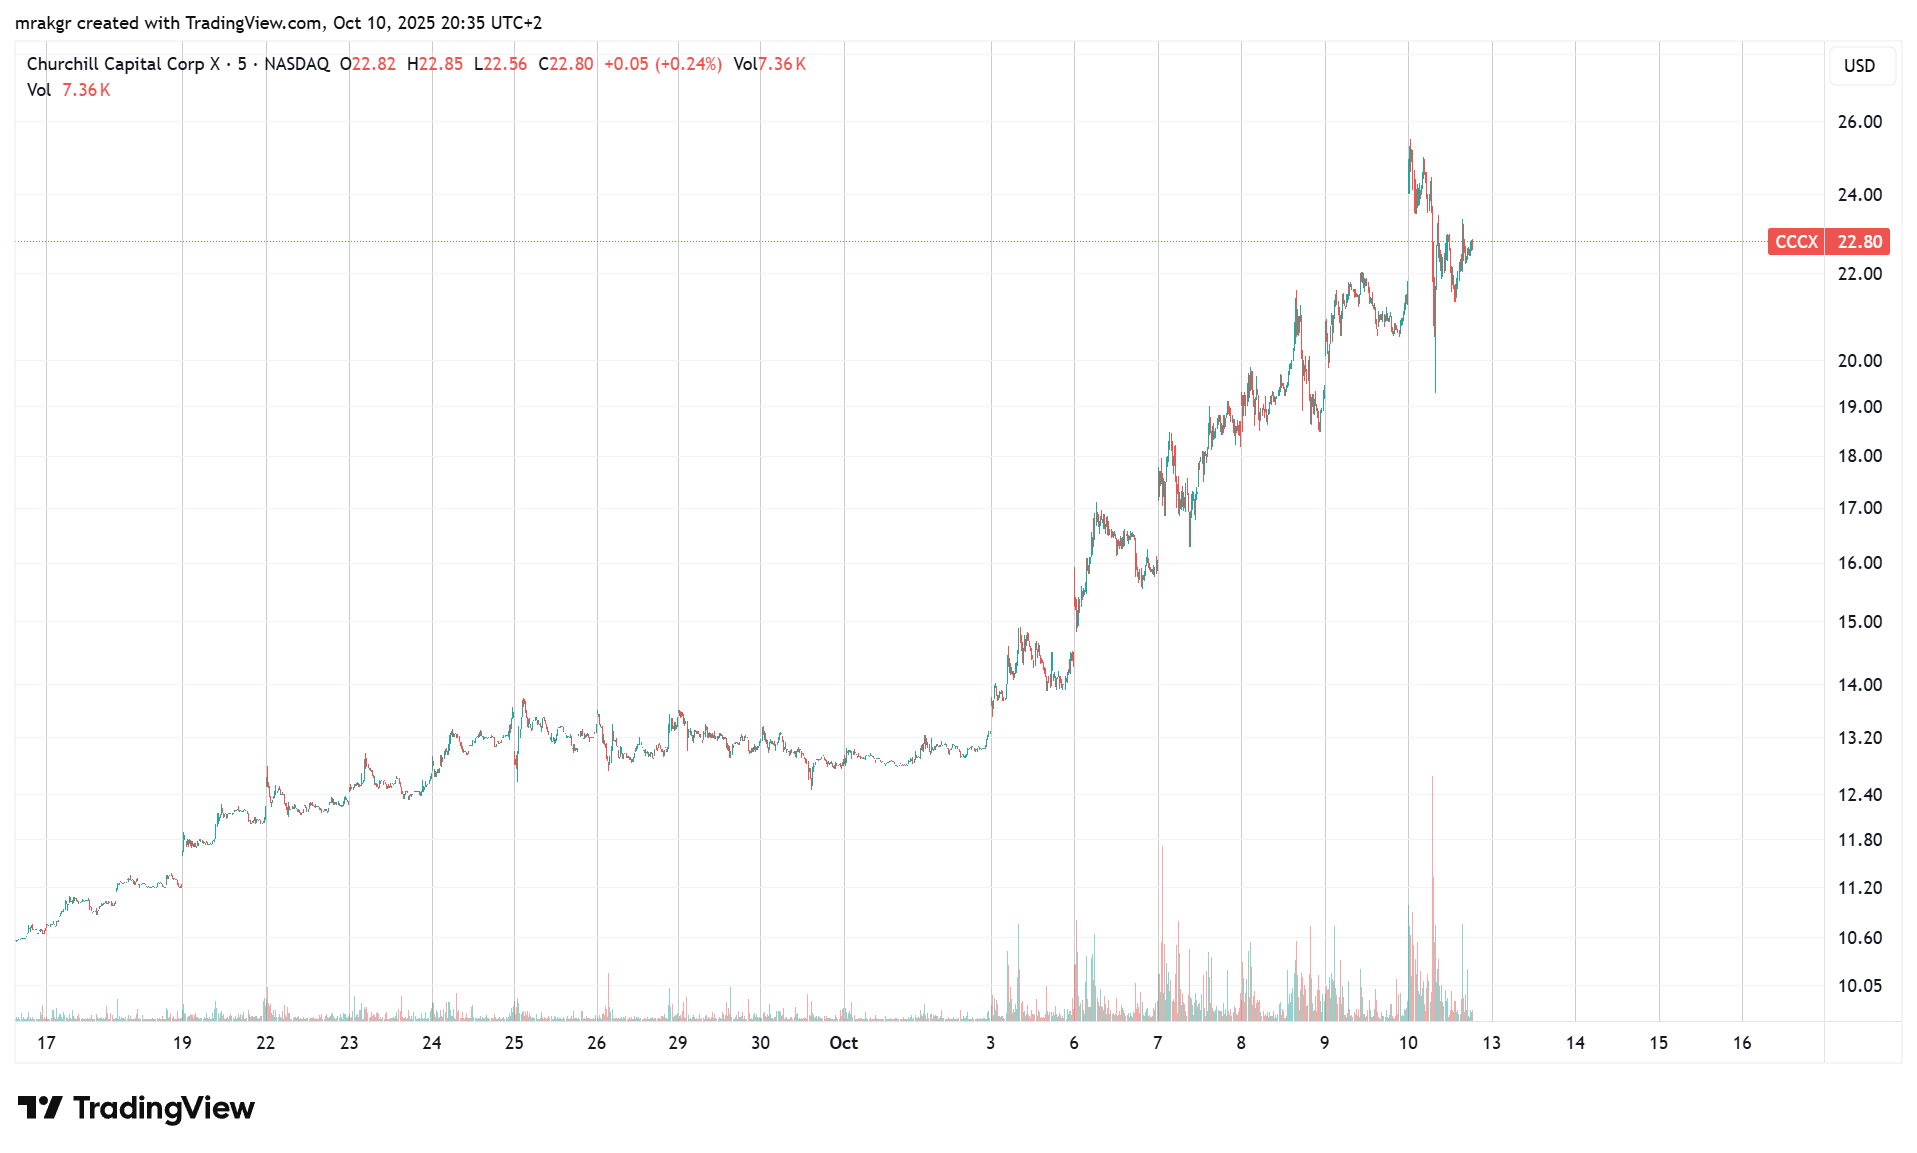 mrakgr created with TradingView.com, Oct 10, 2025 20:35 UTC+2
Churchill Capital Corp X · 5 · NASDAQ O22.82 H22.85 L22.56 C22.80 +0.05 (+0.24%) Vol7.36 K
Vol 7.36 K
USD
26.00
24.00
CCCX 22.80
22.00
20.00
19.00
18.00
17.00
16.00
15.00
14.00
13.20
12.40
11.80
11.20
10.60
10.05
17 19 22 23 24 25 26 29 30 Oct 3 6 7 8 9 10 13 14 15 16
TradingView